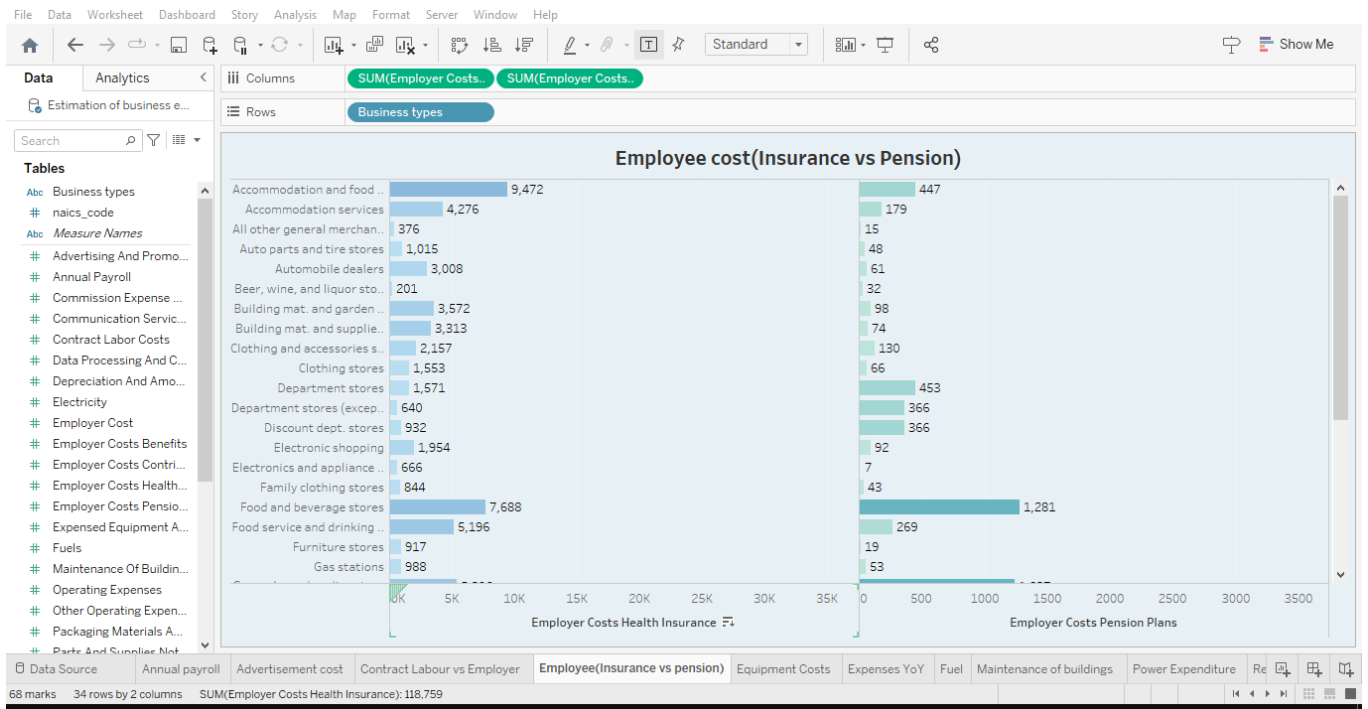 File Data Worksheet Dashboard Story Analysis Map Format Server Window Help
Standard
Show Me
Data Analytics
iii Columns SUM(Employer Costs.. SUM(Employer Costs..
Estimation of business e...
Rows Business types
Search
Tables
Abc Business types
# naics_code
Abc Measure Names
# Advertising And Promo...
# Annual Payroll
# Commission Expense ...
# Communication Servic...
# Contract Labor Costs
# Data Processing And C...
# Depreciation And Amo...
# Electricity
# Employer Cost
# Employer Costs Benefits
# Employer Costs Contri...
# Employer Costs Health...
# Employer Costs Pensio...
# Expensed Equipment A...
# Fuels
# Maintenance Of Buildin...
# Operating Expenses
# Other Operating Expen...
# Packaging Materials A...
# Parts And Supplies Not
Employee cost(Insurance vs Pension)
Accommodation and food .. 9,472 447
Accommodation services 4,276 179
All other general merchan.. 376 15
Auto parts and tire stores 1,015 48
Automobile dealers 3,008 61
Beer, wine, and liquor sto.. 201 32
Building mat. and garden .. 3,572 98
Building mat. and supplie.. 3,313 74
Clothing and accessories s.. 2,157 130
Clothing stores 1,553 66
Department stores 1,571 453
Department stores (excep.. 640 366
Discount dept. stores 932 366
Electronic shopping 1,954 92
Electronics and appliance .. 666 7
Family clothing stores 844 43
Food and beverage stores 7,688 1,281
Food service and drinking .. 5,196 269
Furniture stores 917 19
Gas stations 988 53
0K 5K 10K 15K 20K 25K 30K 35K 0 500 1000 1500 2000 2500 3000 3500
Employer Costs Health Insurance Employer Costs Pension Plans
Data Source Annual payroll Advertisement cost Contract Labour vs Employer Employee(Insurance vs pension) Equipment Costs Expenses YoY Fuel Maintenance of buildings Power Expenditure Re
68 marks 34 rows by 2 columns SUM(Employer Costs Health Insurance): 118,759